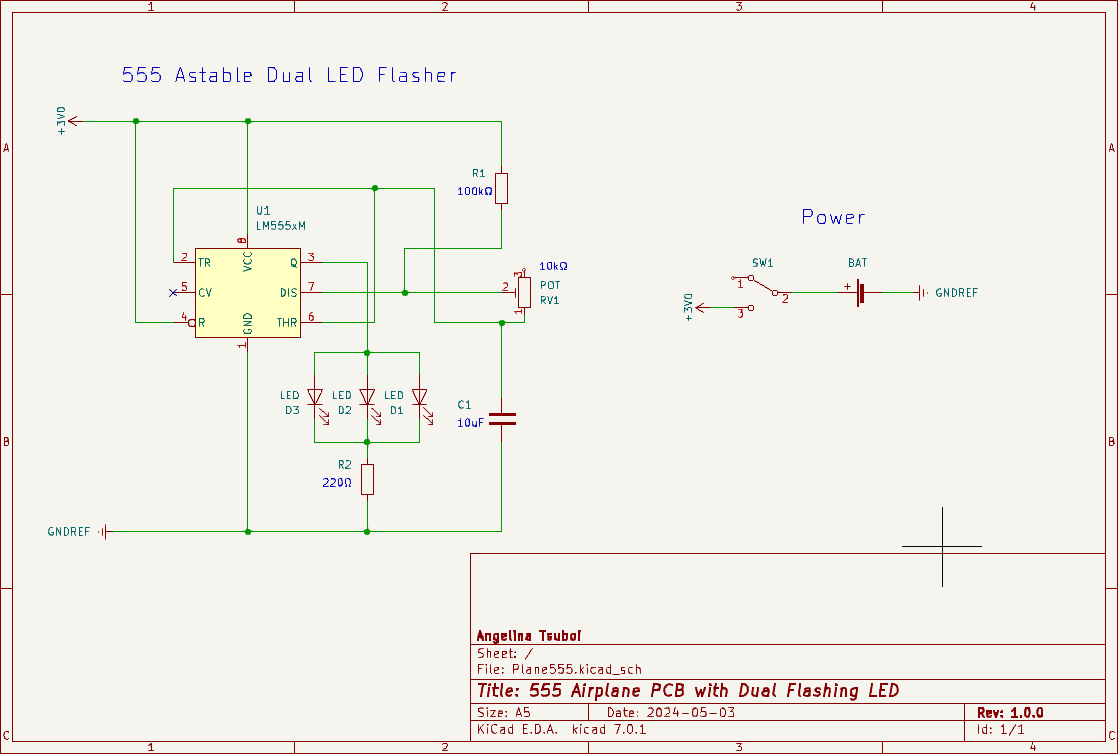 1 2 3 4
555 Astable Dual LED Flasher
+3V0
A A
R1
100kΩ
U1
LM555xM
8
VCC
2 TR Q 3
5 CV DIS 7
4 R THR 6
GND
1
10kΩ
3
2
POT
RV1
1
Power
SW1
BAT
1
2
3
+
GNDREF
+3V0
LED LED LED
D3 D2 D1
C1
10uF
B B
R2
220Ω
GNDREF
Angelina Tsuboi
Sheet: /
File: Plane555.kicad_sch
Title: 555 Airplane PCB with Dual Flashing LED
Size: A5 Date: 2024-05-03 Rev: 1.0.0
KiCad E.D.A. kicad 7.0.1 Id: 1/1
C C
1 2 3 4